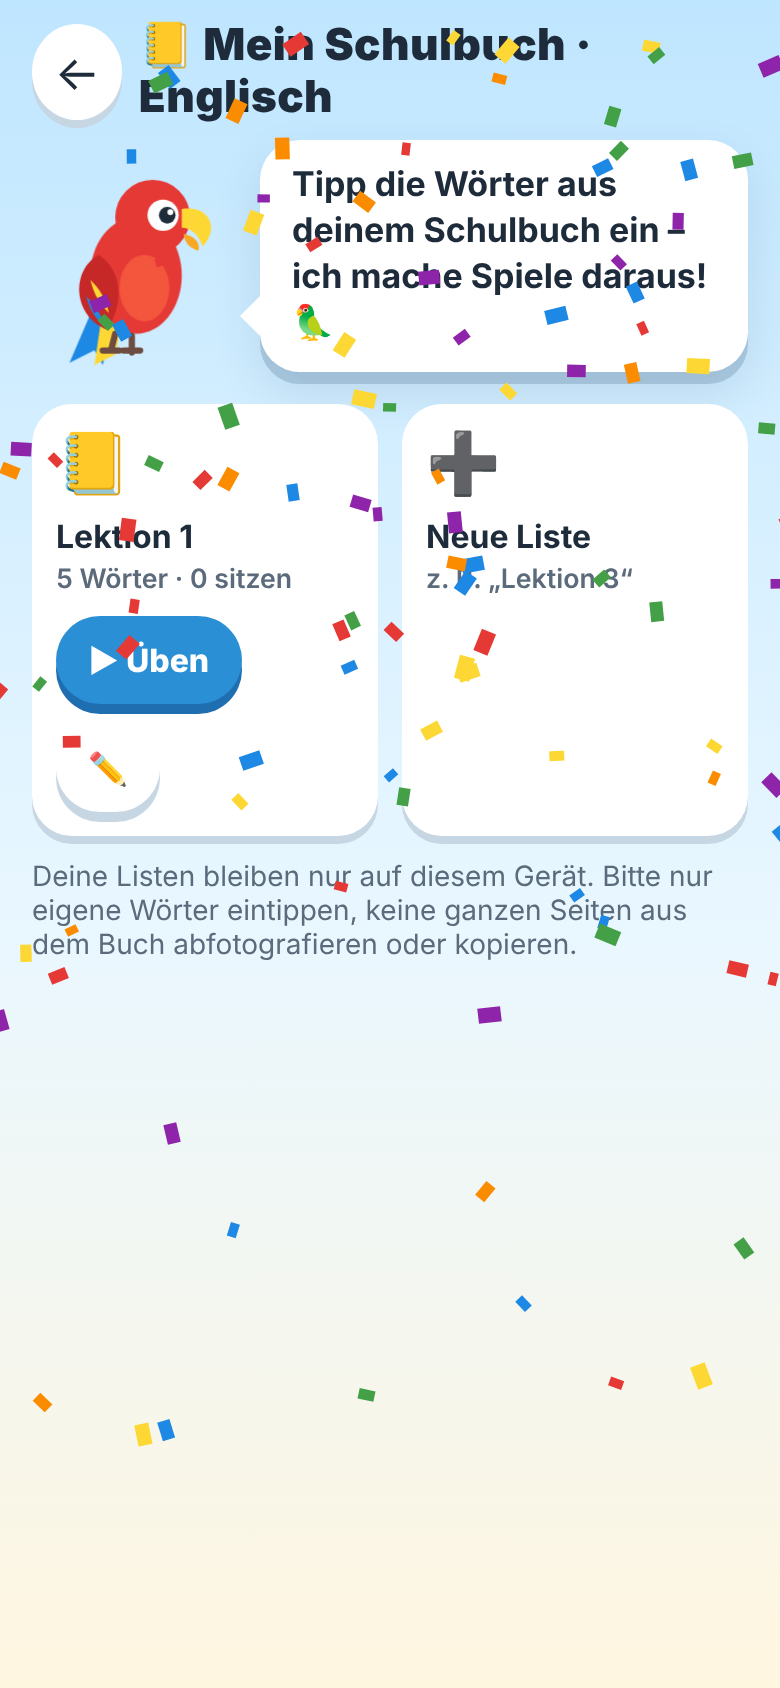 📒 Mein Schulbuch ·
Englisch
Tipp die Wörter aus
deinem Schulbuch ein –
ich mache Spiele daraus!
🦜
Lektion 1
5 Wörter · 0 sitzen
▶ Üben
Neue Liste
z. B. „Lektion 3“
Deine Listen bleiben nur auf diesem Gerät. Bitte nur
eigene Wörter eintippen, keine ganzen Seiten aus
dem Buch abfotografieren oder kopieren.